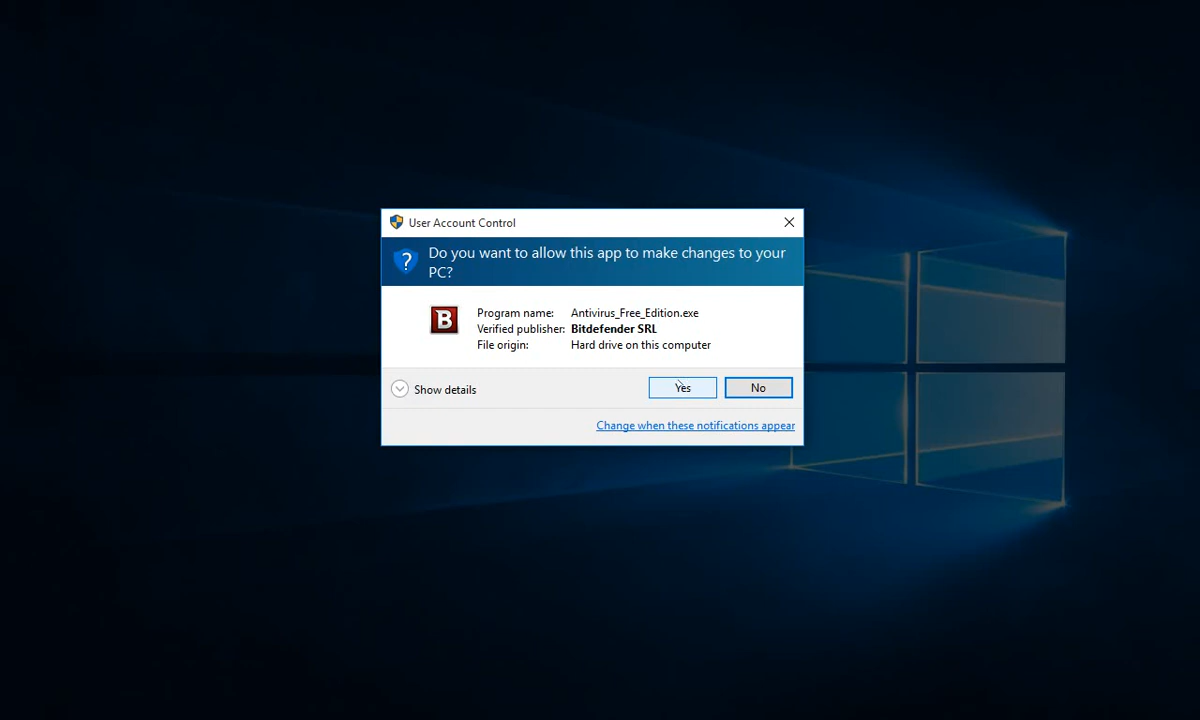 User Account Control
Do you want to allow this app to make changes to your
PC?
B
Program name: Antivirus_Free_Edition.exe
Verified publisher: Bitdefender SRL
File origin: Hard drive on this computer
Show details Yes No
Change when these notifications appear